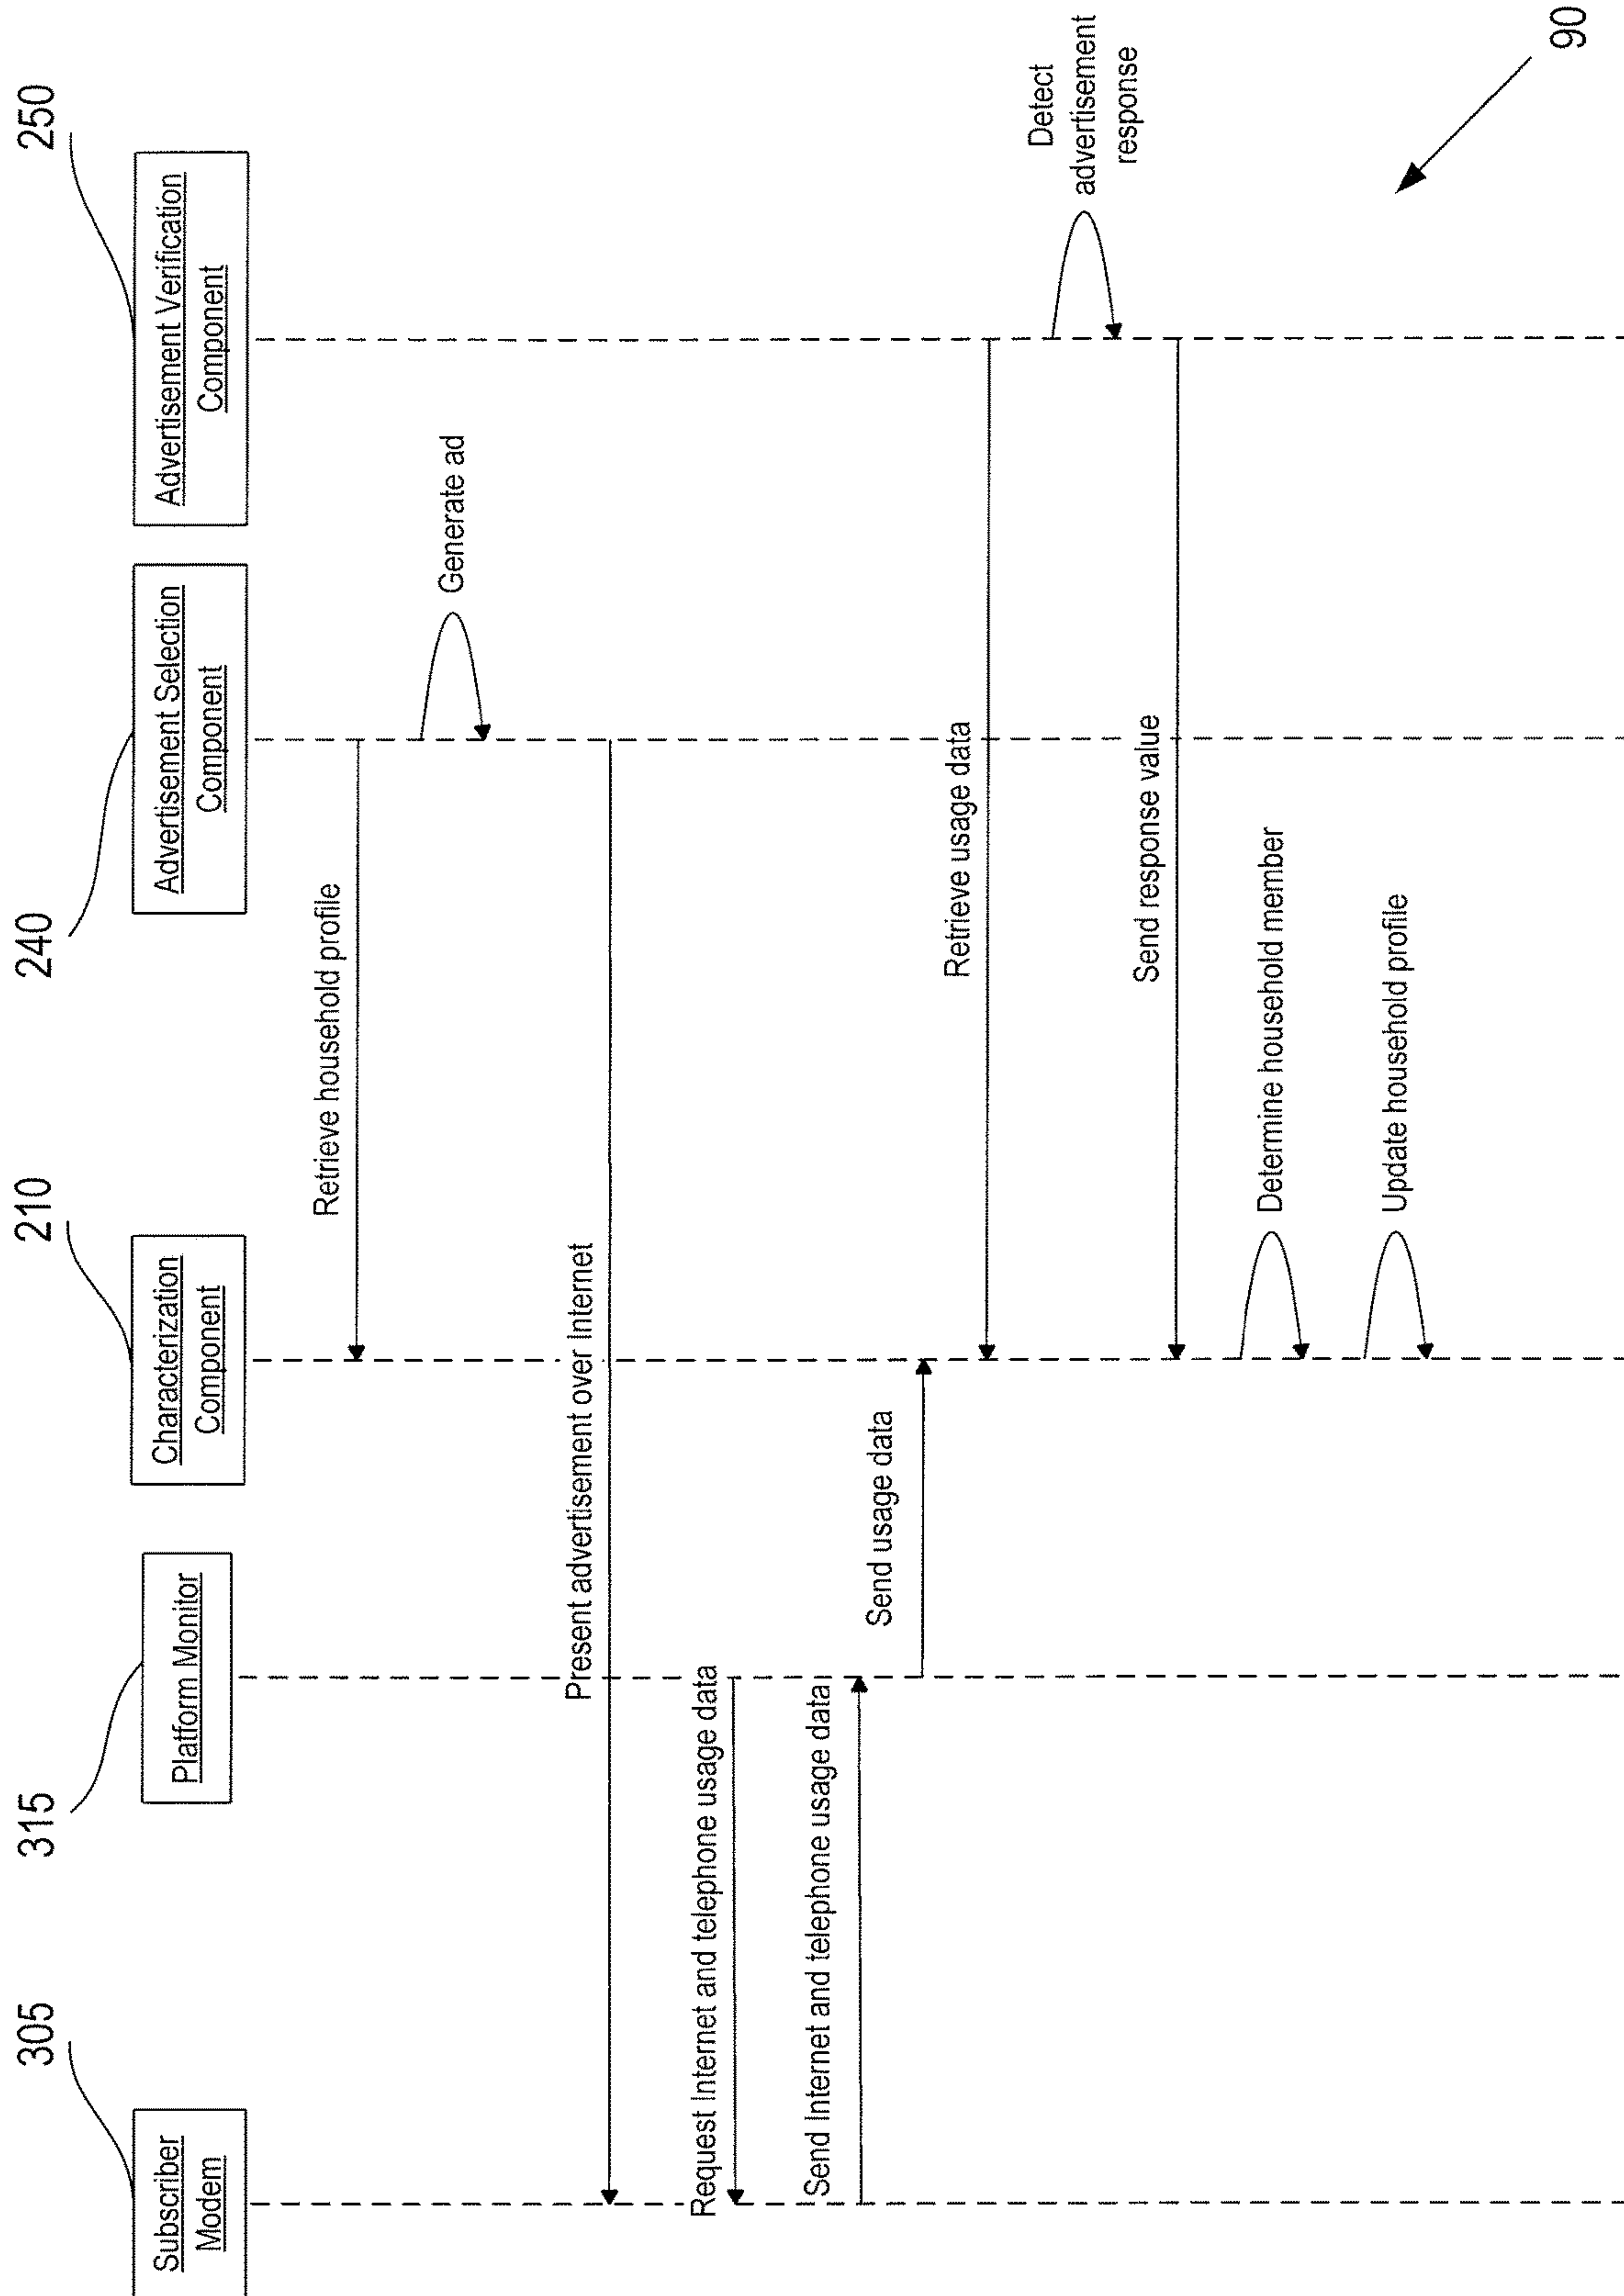 305
Subscriber
Modem
315
Platform Monitor
210
Characterization
Component
240
Advertisement Selection
Component
250
Advertisement Verification
Component
Retrieve household profile
Generate ad
Present advertisement over Internet
Request Internet and telephone usage data
Send Internet and telephone usage data
Send usage data
Retrieve usage data
Detect
advertisement
response
Send response value
Determine household member
Update household profile
90